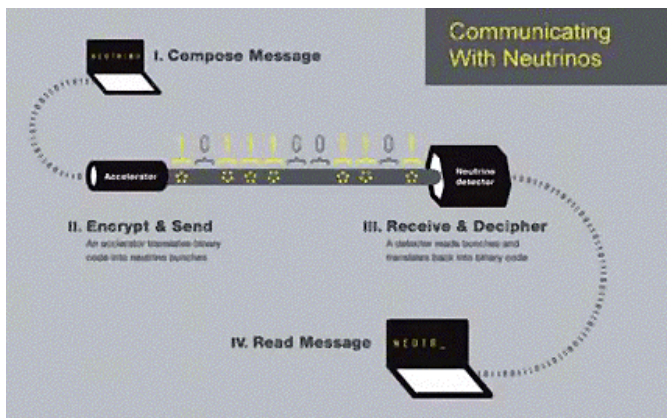 Communicating
With Neutrinos
NEUTRINO
I. Compose Message
1 0 1 1 1 0 0 1 1 0 1
Accelerator
Neutrino
detector
II. Encrypt & Send
An accelerator translates binary
code into neutrino bunches
III. Receive & Decipher
A detector reads bunches and
translates back into binary code
IV. Read Message
NEUTR_